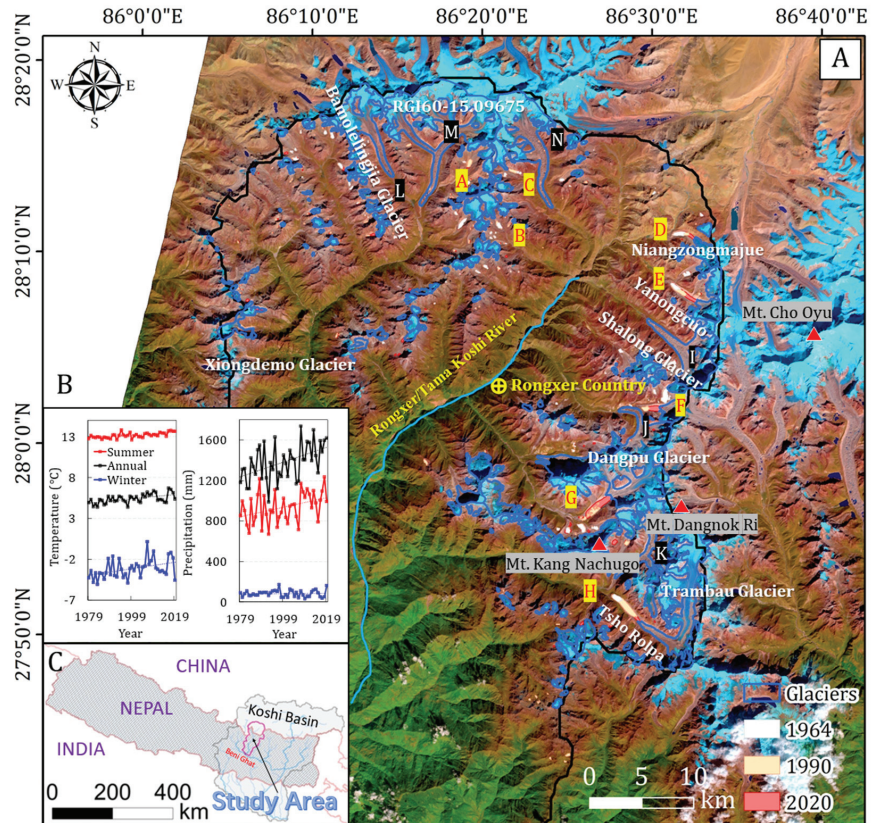 86°0'0"E
86°10'0"E
86°20'0"E
86°30'0"E
86°40'0"E
28°20'0"N
28°10'0"N
28°0'0"N
27°50'0"N
A
N
W
E
S
RGI60-15.09675
Bamolelingjia Glacier
M
N
L
A
C
B
D
Niangzongmajue
E
Yanongcuo
Mt. Cho Oyu
Shalong Glacier
I
Xiongdemo Glacier
Rongxer/Tama Koshi River
Rongxer Country
F
J
Dangpu Glacier
G
Mt. Dangnok Ri
Mt. Kang Nachugo
K
H
Trambau Glacier
Tsho Rolpa
B
Temperature (°C)
13
8
3
-2
-7
Summer
Annual
Winter
1979
1999
2019
Year
Precipitation (mm)
1600
1200
800
400
0
1979
1999
2019
Year
C
CHINA
NEPAL
INDIA
Koshi Basin
Beni Ghat
Study Area
0 200 400
km
0 5 10
km
Glaciers
1964
1990
2020